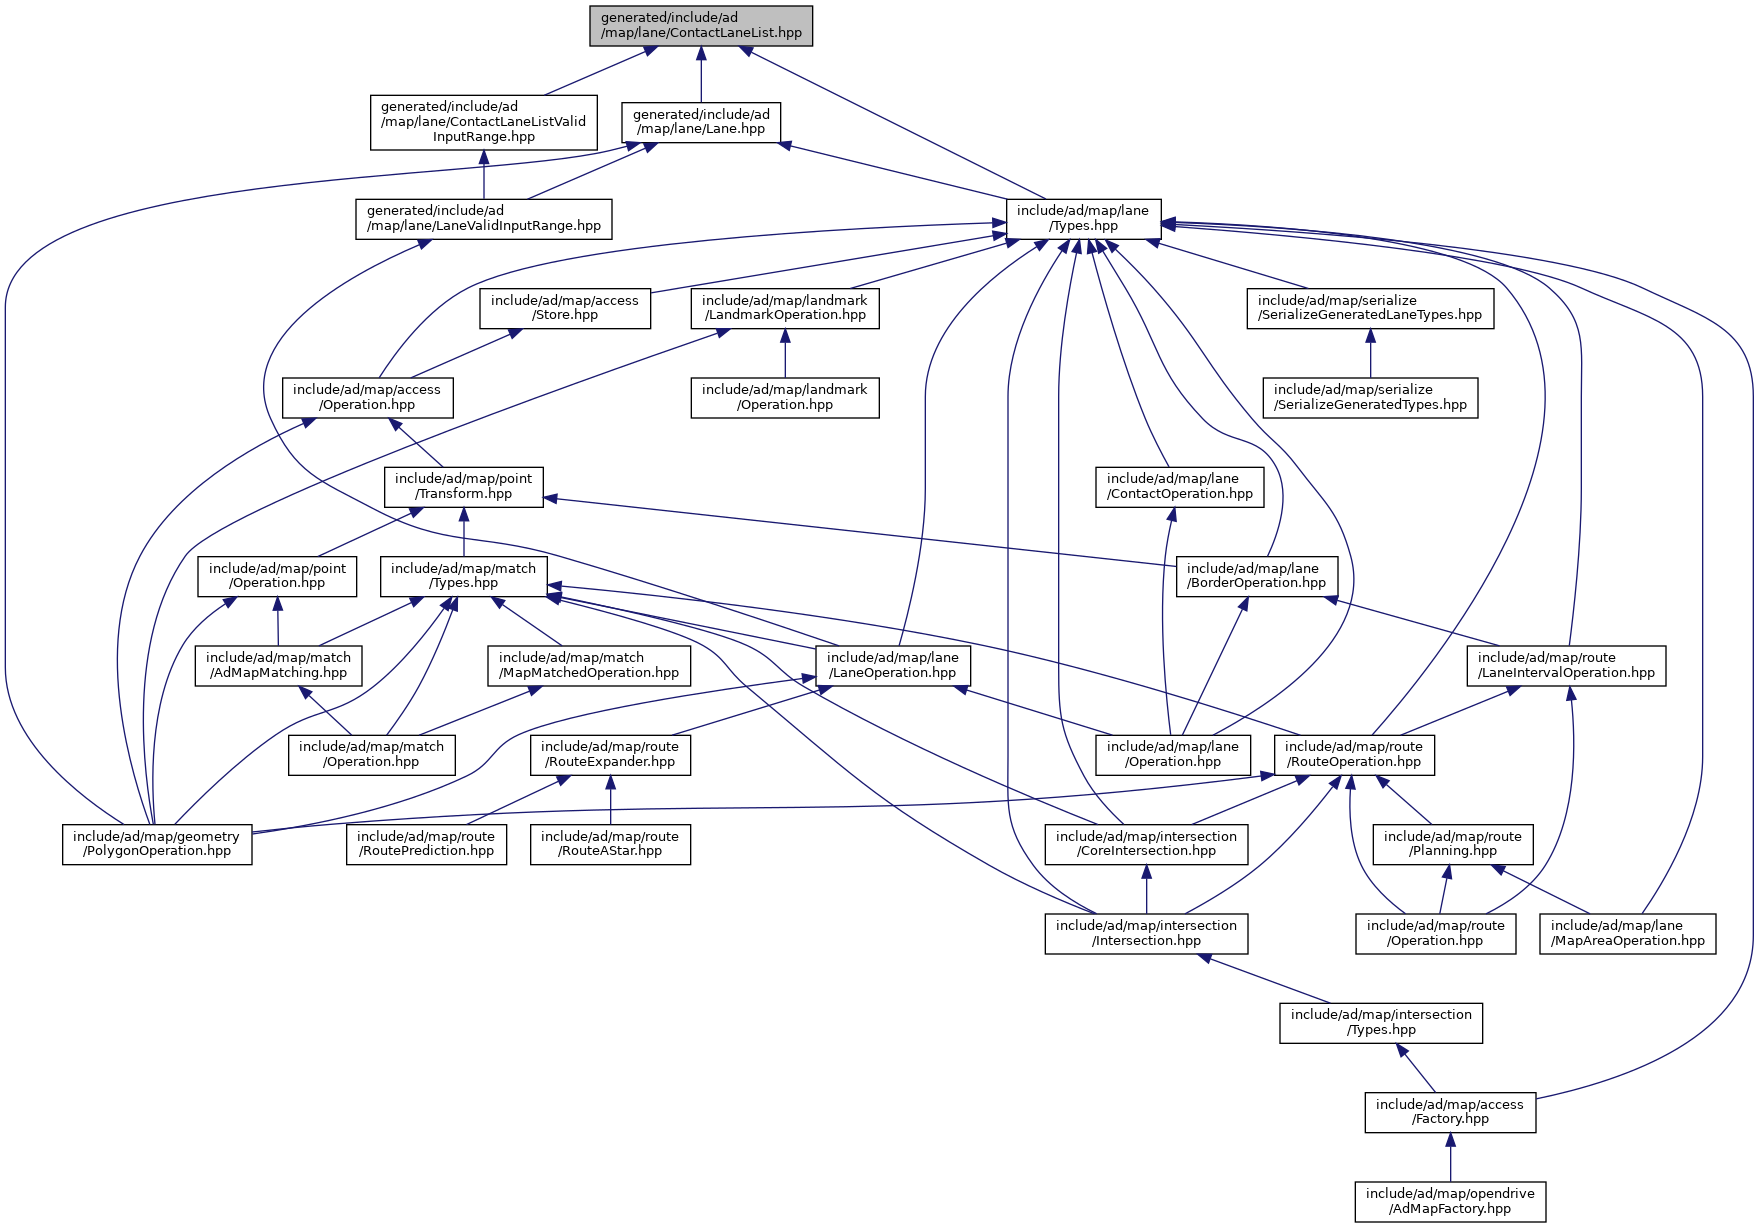 generated/include/ad
/map/lane/ContactLaneList.hpp
generated/include/ad
/map/lane/ContactLaneListValid
InputRange.hpp
generated/include/ad
/map/lane/Lane.hpp
generated/include/ad
/map/lane/LaneValidInputRange.hpp
include/ad/map/lane
/Types.hpp
include/ad/map/access
/Store.hpp
include/ad/map/landmark
/LandmarkOperation.hpp
include/ad/map/serialize
/SerializeGeneratedLaneTypes.hpp
include/ad/map/access
/Operation.hpp
include/ad/map/landmark
/Operation.hpp
include/ad/map/serialize
/SerializeGeneratedTypes.hpp
include/ad/map/point
/Transform.hpp
include/ad/map/lane
/ContactOperation.hpp
include/ad/map/point
/Operation.hpp
include/ad/map/match
/Types.hpp
include/ad/map/lane
/BorderOperation.hpp
include/ad/map/match
/AdMapMatching.hpp
include/ad/map/match
/MapMatchedOperation.hpp
include/ad/map/lane
/LaneOperation.hpp
include/ad/map/route
/LaneIntervalOperation.hpp
include/ad/map/match
/Operation.hpp
include/ad/map/route
/RouteExpander.hpp
include/ad/map/lane
/Operation.hpp
include/ad/map/route
/RouteOperation.hpp
include/ad/map/geometry
/PolygonOperation.hpp
include/ad/map/route
/RoutePrediction.hpp
include/ad/map/route
/RouteAStar.hpp
include/ad/map/intersection
/CoreIntersection.hpp
include/ad/map/route
/Planning.hpp
include/ad/map/intersection
/Intersection.hpp
include/ad/map/route
/Operation.hpp
include/ad/map/lane
/MapAreaOperation.hpp
include/ad/map/intersection
/Types.hpp
include/ad/map/access
/Factory.hpp
include/ad/map/opendrive
/AdMapFactory.hpp